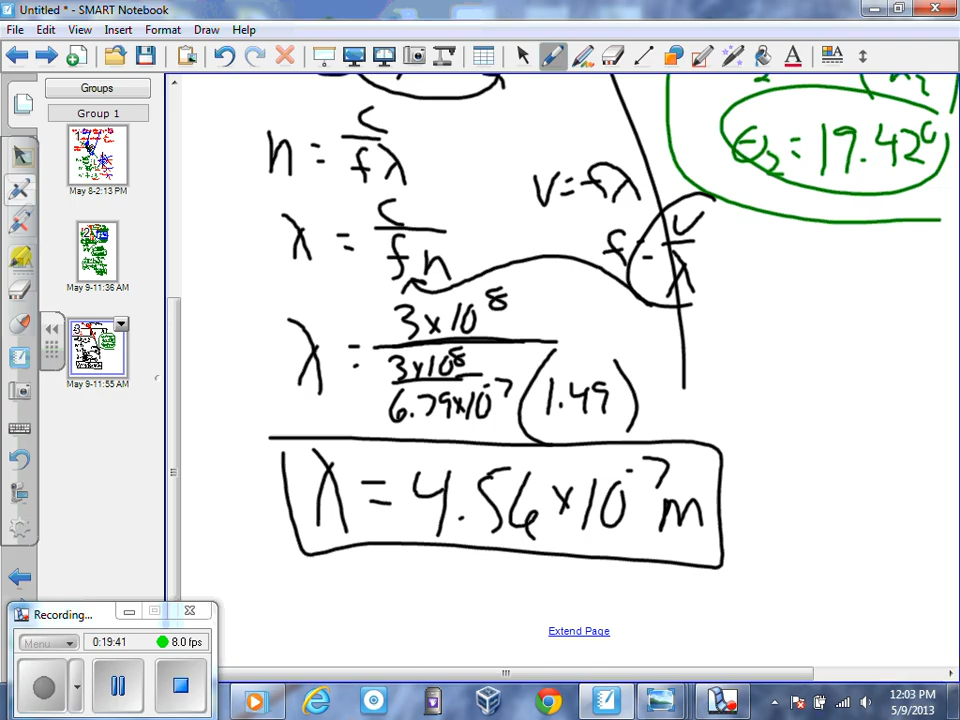 Untitled * - SMART Notebook
File Edit View Insert Format Draw Help
Groups
Group 1
May 8-2:13 PM
May 9-11:36 AM
May 9-11:55 AM
n = c / fλ
v = fλ
Θ₂ = 19.42°
λ = c / f n
f = v / λ
λ = 3x10⁸
3x10⁸
6.79x10⁻⁷ (1.49)
λ = 4.56x10⁻⁷ m
Extend Page
Recording...
Menu 0:19:41 8.0 fps
12:03 PM
5/9/2013